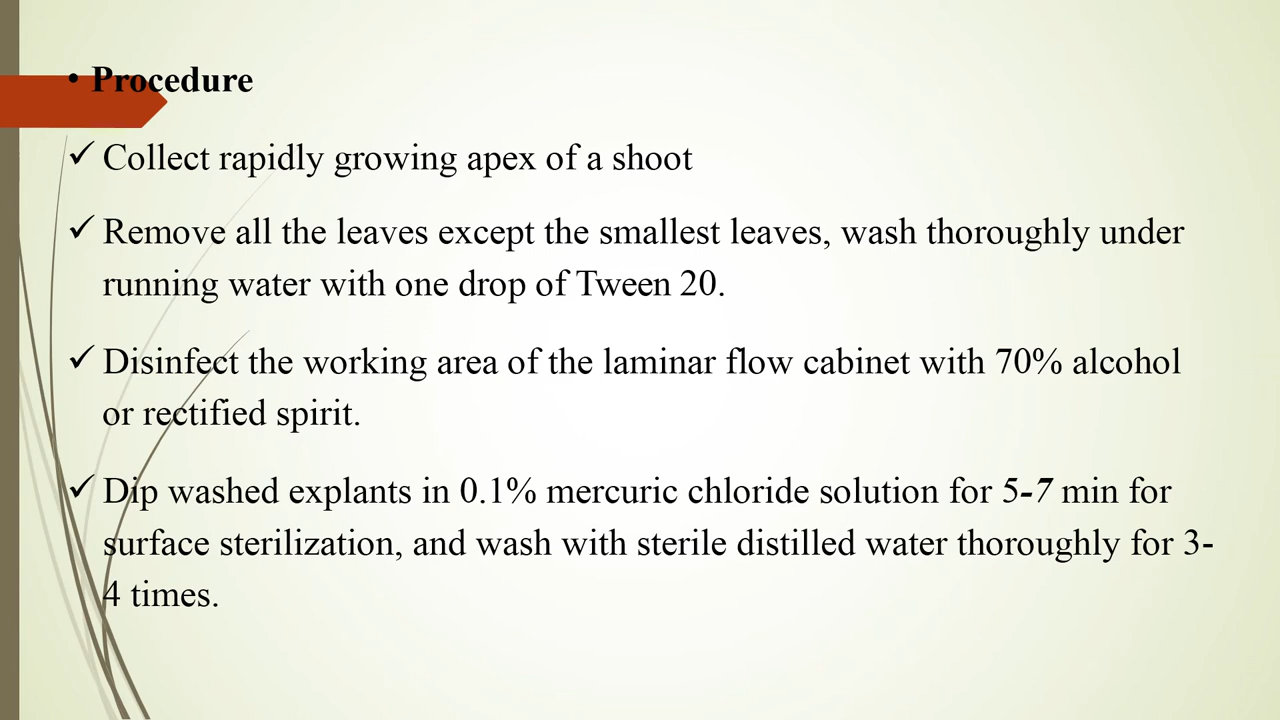 • Procedure
✓ Collect rapidly growing apex of a shoot
✓ Remove all the leaves except the smallest leaves, wash thoroughly under
running water with one drop of Tween 20.
✓ Disinfect the working area of the laminar flow cabinet with 70% alcohol
or rectified spirit.
✓ Dip washed explants in 0.1% mercuric chloride solution for 5-7 min for
surface sterilization, and wash with sterile distilled water thoroughly for 3-
4 times.